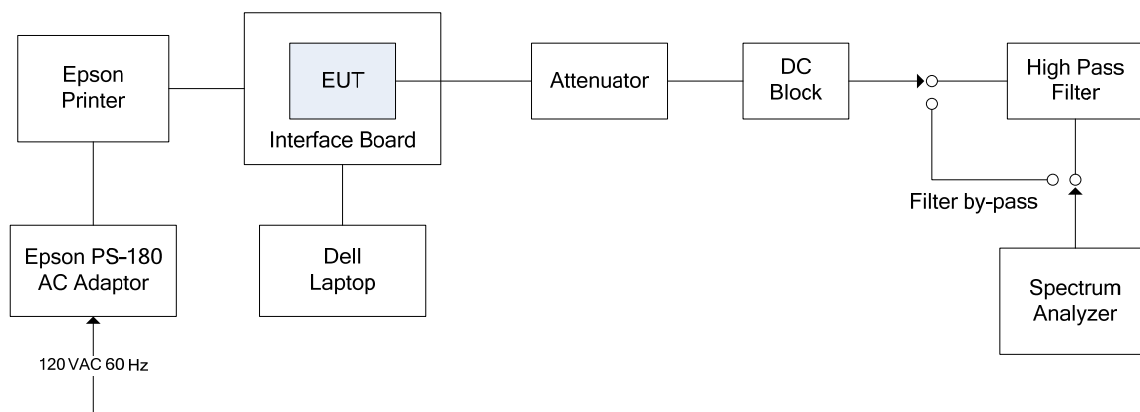 Epson
Printer
EUT
Interface Board
Attenuator
DC
Block
High Pass
Filter
Filter by-pass
Epson PS-180
AC Adaptor
Dell
Laptop
Spectrum
Analyzer
120 VAC 60 Hz